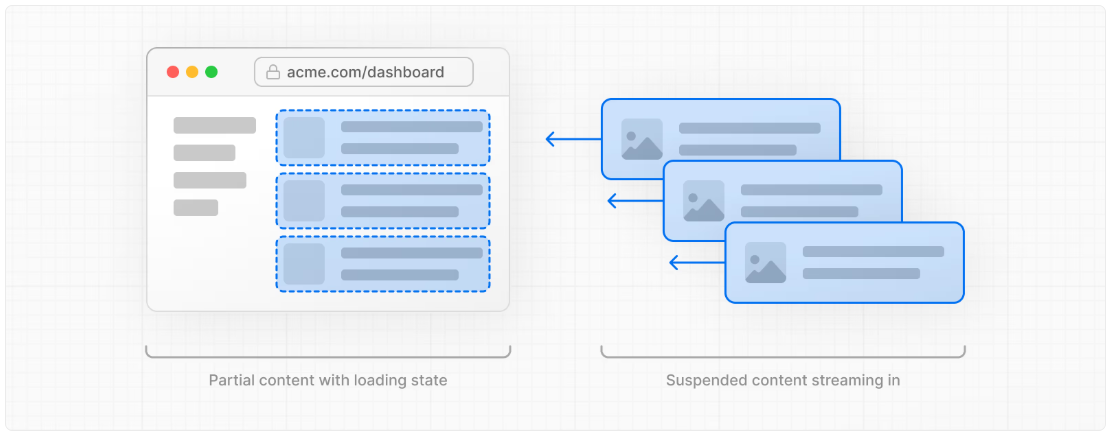 acme.com/dashboard
Partial content with loading state
Suspended content streaming in